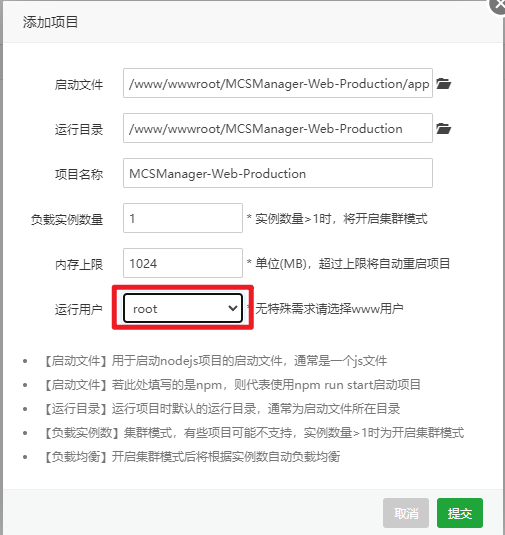 添加项目
启动文件 /www/wwwroot/MCSManager-Web-Production/app
运行目录 /www/wwwroot/MCSManager-Web-Production
项目名称 MCSManager-Web-Production
负载实例数量 1 * 实例数量>1时，将开启集群模式
内存上限 1024 * 单位(MB)，超过上限将自动重启项目
运行用户 root * 无特殊需求请选择www用户
【启动文件】用于启动nodejs项目的启动文件，通常是一个js文件
【启动文件】若此处填写的是npm，则代表使用npm run start启动项目
【运行目录】运行项目时默认的运行目录，通常为启动文件所在目录
【负载实例数】集群模式，有些项目可能不支持，实例数量>1时为开启集群模式
【负载均衡】开启集群模式后将根据实例数自动负载均衡
取消 提交